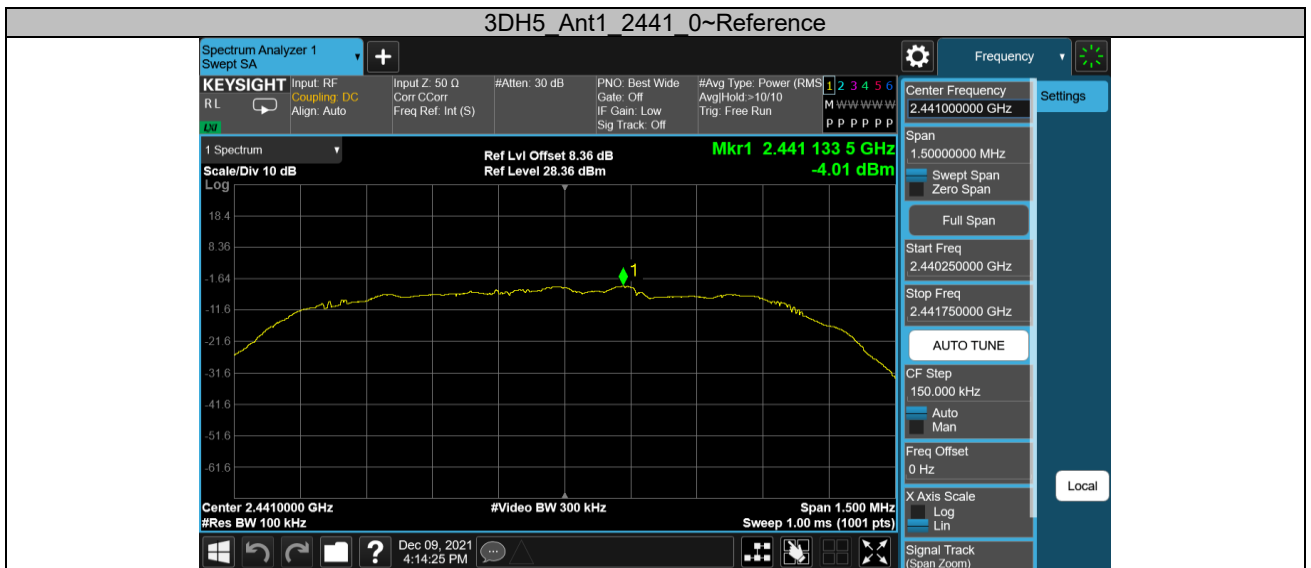 3DH5_Ant1_2441_0~Reference
Spectrum Analyzer 1
Swept SA
+
Frequency
KEYSIGHT
RL
LXI
Input: RF
Coupling: DC
Align: Auto
Input Z: 50 Ω
Corr CCorr
Freq Ref: Int (S)
#Atten: 30 dB
PNO: Best Wide
Gate: Off
IF Gain: Low
Sig Track: Off
#Avg Type: Power (RMS
Avg|Hold:>10/10
Trig: Free Run
1 2 3 4 5 6
M W W W W W
P P P P P P
1 Spectrum
Scale/Div 10 dB
Log
Ref Lvl Offset 8.36 dB
Ref Level 28.36 dBm
Mkr1 2.441 133 5 GHz
-4.01 dBm
18.4
8.36
-1.64
-11.6
-21.6
-31.6
-41.6
-51.6
-61.6
1
Center 2.4410000 GHz
#Res BW 100 kHz
#Video BW 300 kHz
Span 1.500 MHz
Sweep 1.00 ms (1001 pts)
Center Frequency
2.441000000 GHz
Settings
Span
1.50000000 MHz
Swept Span
Zero Span
Full Span
Start Freq
2.440250000 GHz
Stop Freq
2.441750000 GHz
AUTO TUNE
CF Step
150.000 kHz
Auto
Man
Freq Offset
0 Hz
X Axis Scale
Log
Lin
Local
Signal Track
(Span Zoom)
?
Dec 09, 2021
4:14:25 PM